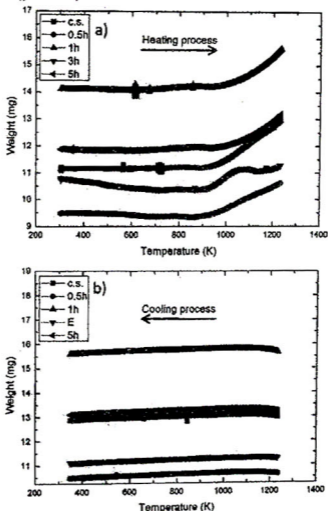 a)
c.s.
0.5h
1h
3h
5h
Heating process
17
16
15
14
13
12
11
10
9
200 400 600 800 1000 1200 1400
Weight (mg)
Temperature (K)
b)
c.s.
0.5h
1h
E
5h
Cooling process
19
18
17
16
15
14
13
12
11
200 400 600 800 1000 1200 1400
Weight (mg)
Temperature (K)